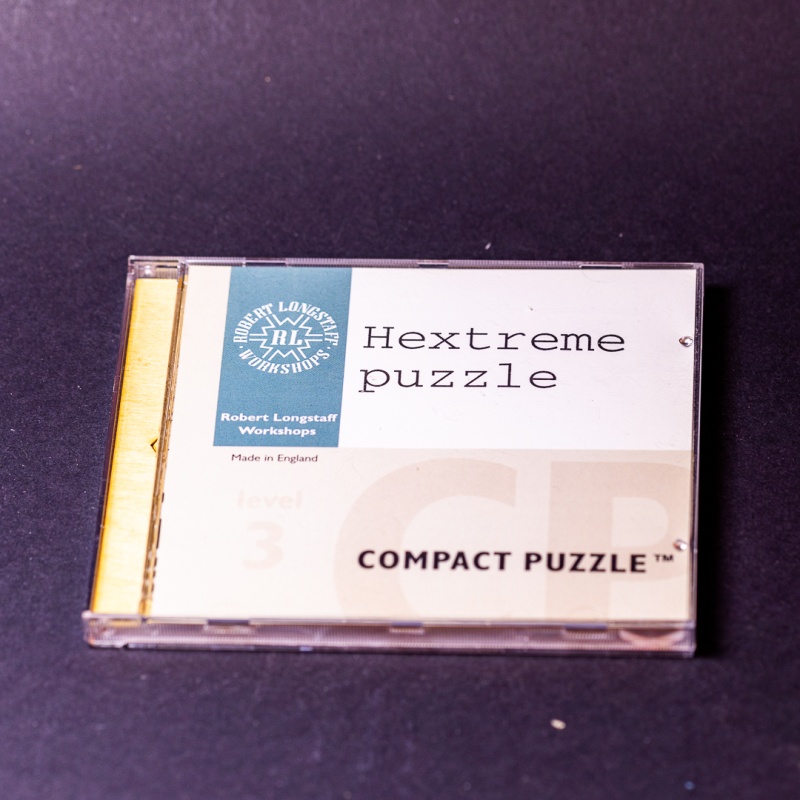 ROBERT LONGSTAFF
RL
· WORKSHOPS ·
Robert Longstaff
Workshops
Made in England
Hextreme
puzzle
level
3
CP
COMPACT PUZZLE™